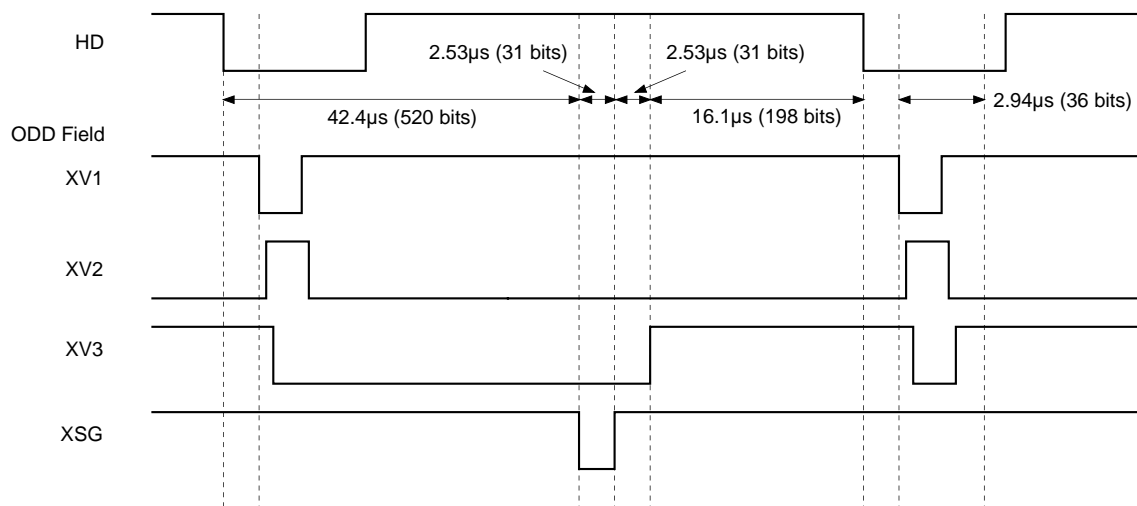 HD
2.53µs (31 bits)
2.53µs (31 bits)
42.4µs (520 bits)
16.1µs (198 bits)
2.94µs (36 bits)
ODD Field
XV1
XV2
XV3
XSG